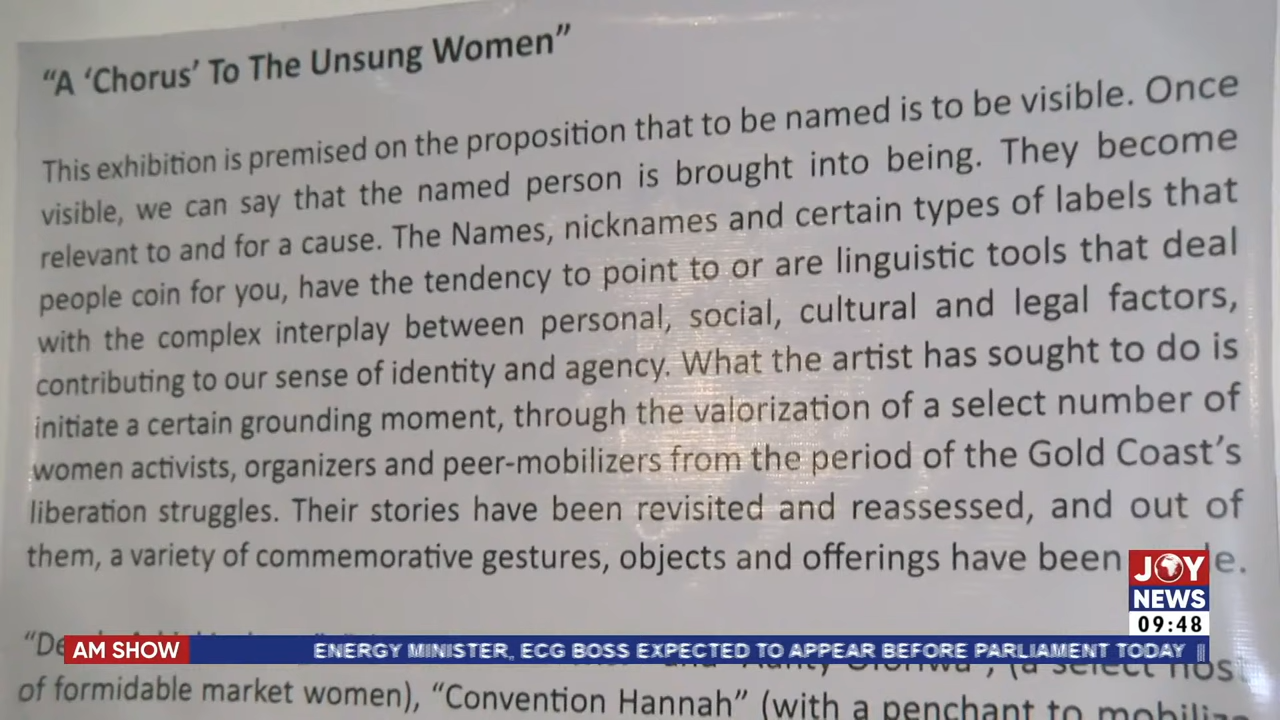 “A ‘Chorus’ To The Unsung Women”
This exhibition is premised on the proposition that to be named is to be visible. Once
visible, we can say that the named person is brought into being. They become
relevant to and for a cause. The Names, nicknames and certain types of labels that
people coin for you, have the tendency to point to or are linguistic tools that deal
with the complex interplay between personal, social, cultural and legal factors,
contributing to our sense of identity and agency. What the artist has sought to do is
initiate a certain grounding moment, through the valorization of a select number of
women activists, organizers and peer-mobilizers from the period of the Gold Coast’s
liberation struggles. Their stories have been revisited and reassessed, and out of
them, a variety of commemorative gestures, objects and offerings have been
JOY
NEWS
09:48
AM SHOW
ENERGY MINISTER, ECG BOSS EXPECTED TO APPEAR BEFORE PARLIAMENT TODAY
of formidable market women), “Convention Hannah” (with a penchant to